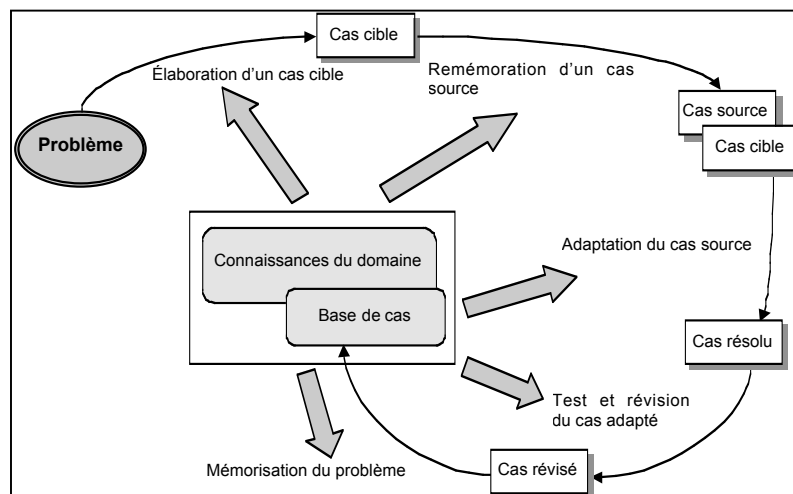 Cas cible
Élaboration d'un cas cible
Remémoration d'un cas
source
Cas source
Cas cible
Problème
Connaissances du domaine
Base de cas
Adaptation du cas source
Cas résolu
Test et révision
du cas adapté
Mémorisation du problème
Cas révisé